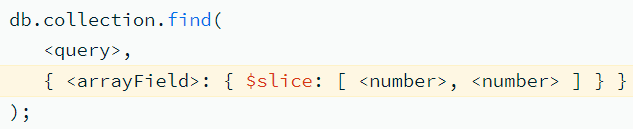 db.collection.find(
   <query>,
   { <arrayField>: { $slice: [ <number>, <number> ] } }
);